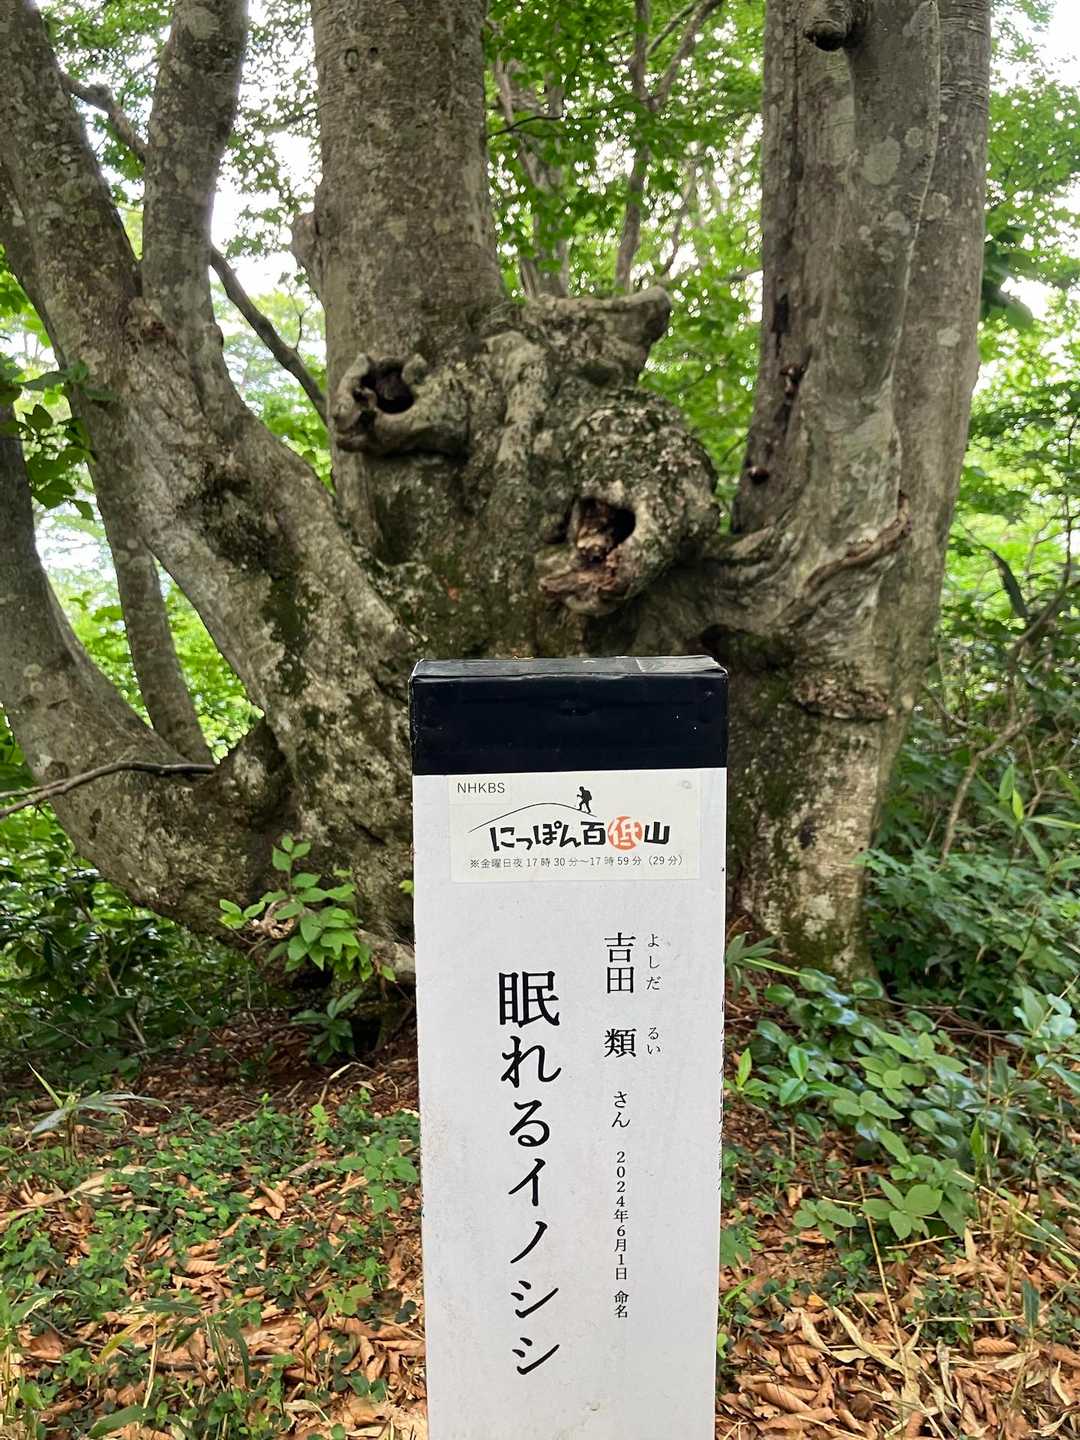 NHKBS
にっぽん百低山
※金曜日夜17時30分〜17時59分（29分）
よしだ るい
吉田 類 さん 2024年6月1日 命名
眠れるイノシシ